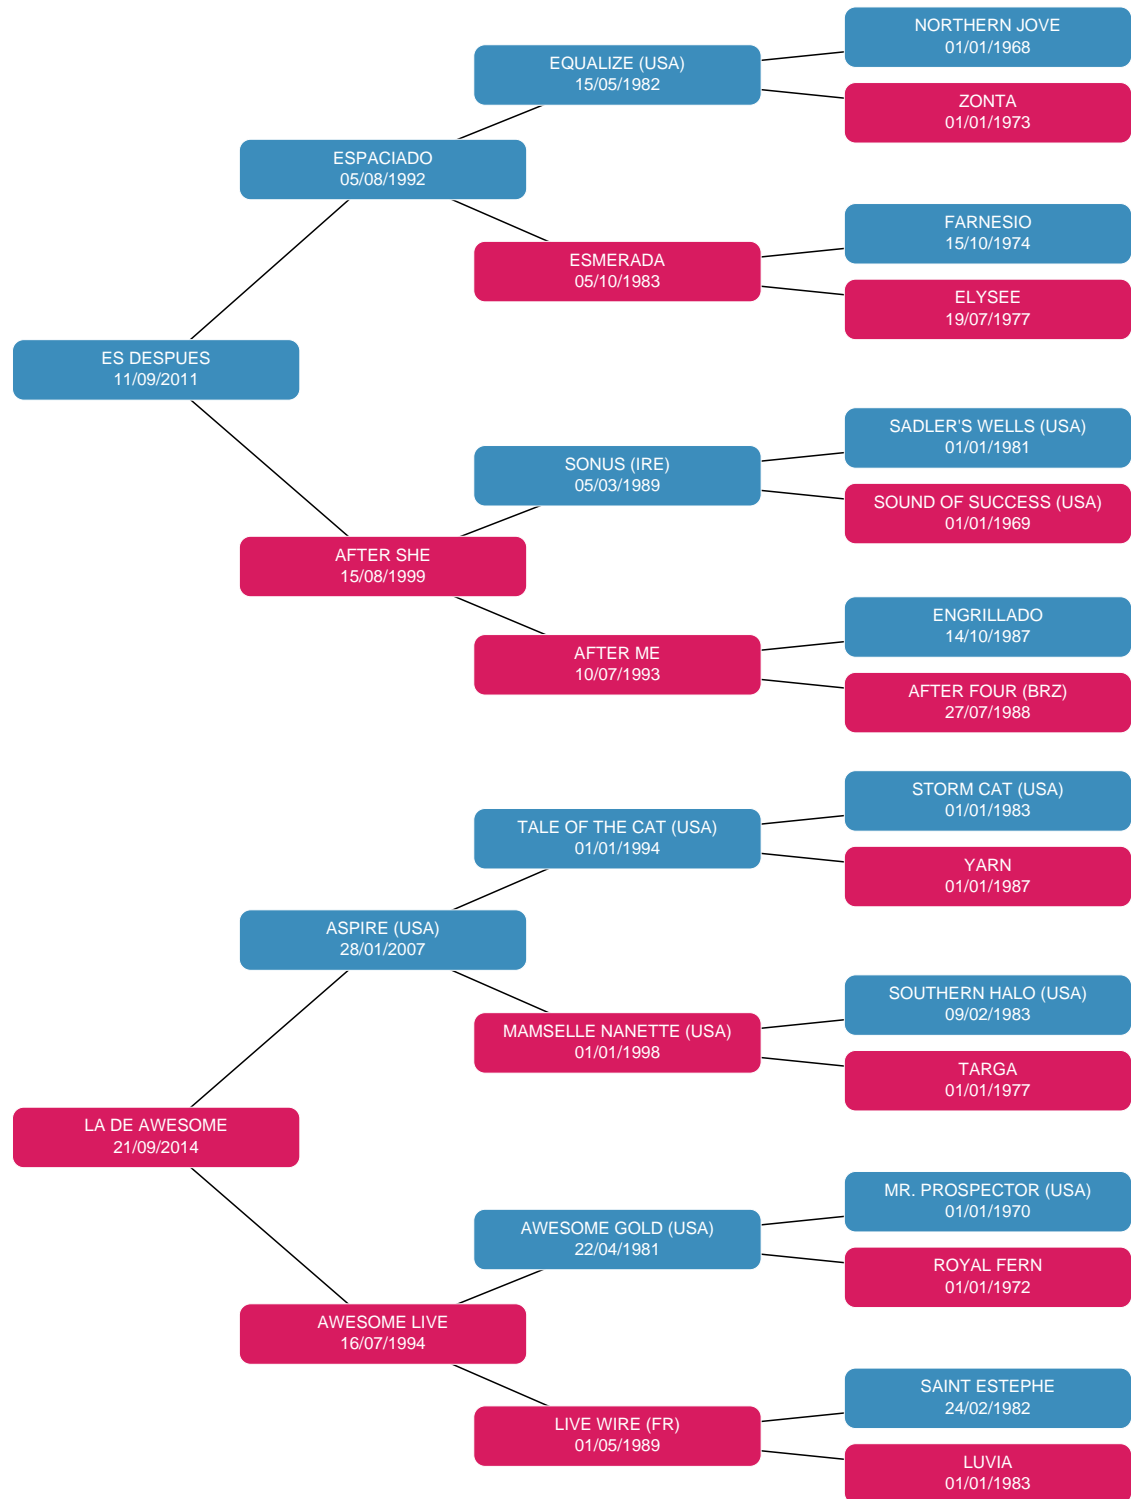 NORTHERN JOVE
01/01/1968
EQUALIZE (USA)
15/05/1982
ZONTA
01/01/1973
ESPACIADO
05/08/1992
FARNESIO
15/10/1974
ESMERADA
05/10/1983
ELYSEE
19/07/1977
ES DESPUES
11/09/2011
SADLER'S WELLS (USA)
01/01/1981
SONUS (IRE)
05/03/1989
SOUND OF SUCCESS (USA)
01/01/1969
AFTER SHE
15/08/1999
ENGRILLADO
14/10/1987
AFTER ME
10/07/1993
AFTER FOUR (BRZ)
27/07/1988
STORM CAT (USA)
01/01/1983
TALE OF THE CAT (USA)
01/01/1994
YARN
01/01/1987
ASPIRE (USA)
28/01/2007
SOUTHERN HALO (USA)
09/02/1983
MAMSELLE NANETTE (USA)
01/01/1998
TARGA
01/01/1977
LA DE AWESOME
21/09/2014
MR. PROSPECTOR (USA)
01/01/1970
AWESOME GOLD (USA)
22/04/1981
ROYAL FERN
01/01/1972
AWESOME LIVE
16/07/1994
SAINT ESTEPHE
24/02/1982
LIVE WIRE (FR)
01/05/1989
LUVIA
01/01/1983